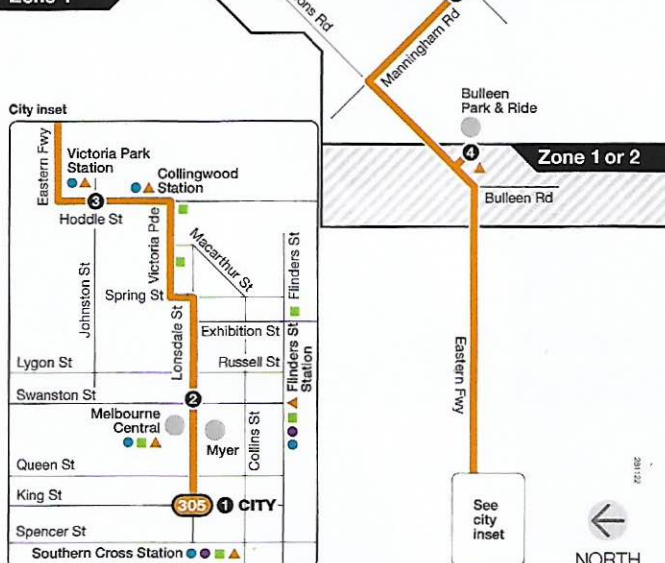 Zone 1
ons Rd
Manningham Rd
Bulleen
Park & Ride
4
Zone 1 or 2
Bulleen Rd
Eastern Fwy
See
city
inset
NORTH
281122
City inset
Eastern Fwy
Victoria Park
Station
Collingwood
Station
3
Hoddle St
Victoria Pde
Macarthur St
Flinders St
Johnston St
Spring St
Lonsdale St
Exhibition St
Lygon St
Russell St
Flinders St
Station
Swanston St
2
Melbourne
Central
Myer
Collins St
Queen St
King St
305 1 CITY
Spencer St
Southern Cross Station